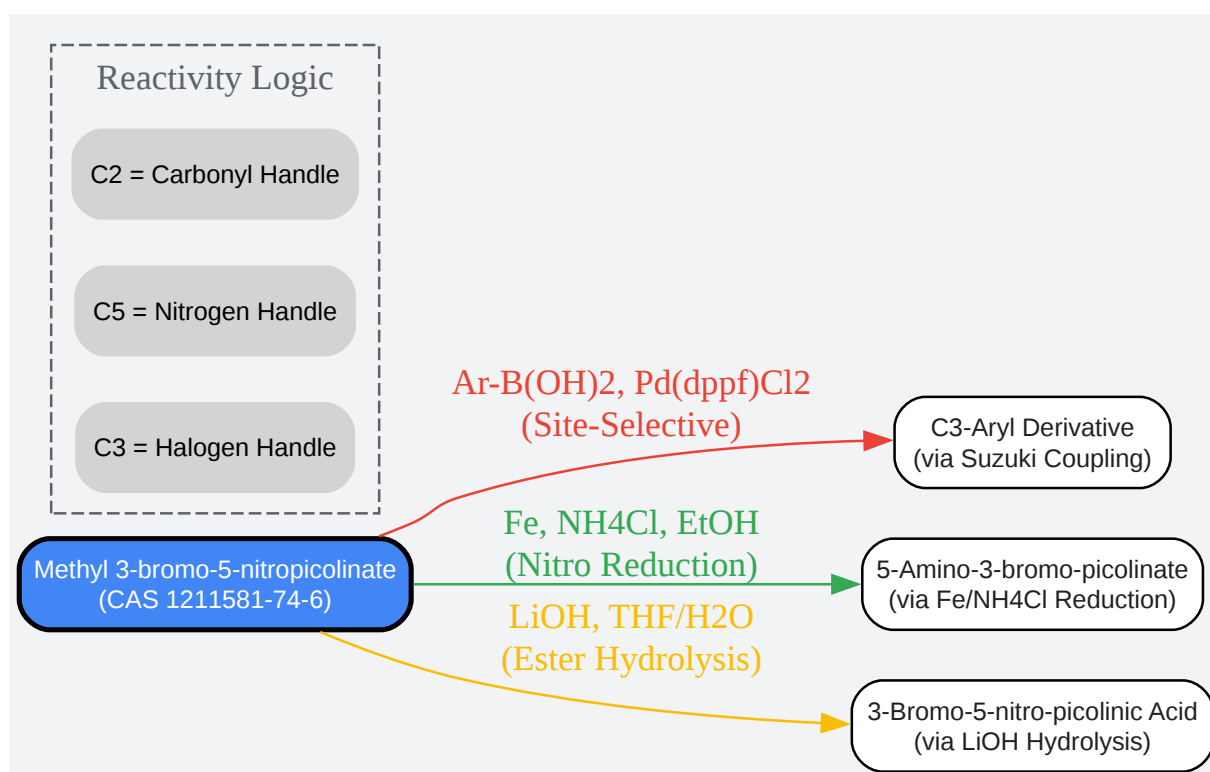 Reactivity Logic
C2 = Carbonyl Handle
C5 = Nitrogen Handle
C3 = Halogen Handle
Ar-B(OH)2, Pd(dppf)Cl2
(Site-Selective)
C3-Aryl Derivative
(via Suzuki Coupling)
Methyl 3-bromo-5-nitropicolinate
(CAS 1211581-74-6)
Fe, NH4Cl, EtOH
(Nitro Reduction)
5-Amino-3-bromo-picolinate
(via Fe/NH4Cl Reduction)
LiOH, THF/H2O
(Ester Hydrolysis)
3-Bromo-5-nitro-picolinic Acid
(via LiOH Hydrolysis)